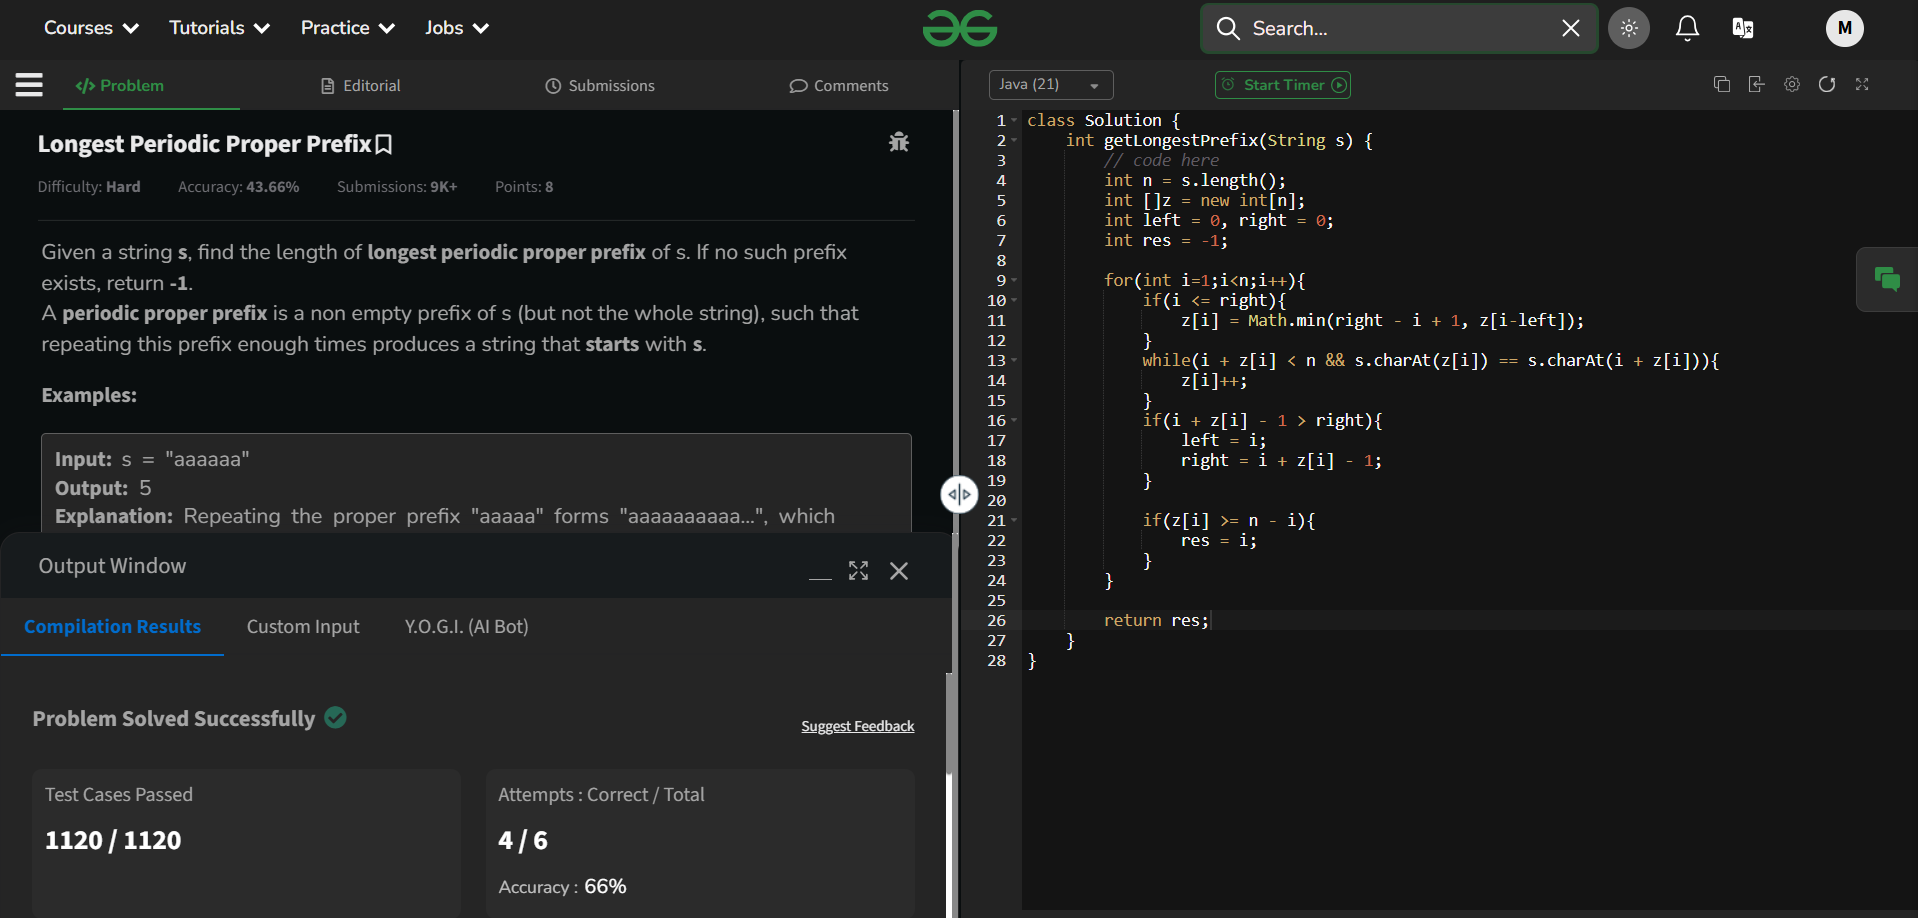 Courses Tutorials Practice Jobs Search... M
Problem Editorial Submissions Comments
Java (21) Start Timer
Longest Periodic Proper Prefix
Difficulty: Hard Accuracy: 43.66% Submissions: 9K+ Points: 8
Given a string s, find the length of longest periodic proper prefix of s. If no such prefix
exists, return -1.
A periodic proper prefix is a non empty prefix of s (but not the whole string), such that
repeating this prefix enough times produces a string that starts with s.
Examples:
Input: s = "aaaaaa"
Output: 5
Explanation: Repeating the proper prefix "aaaaa" forms "aaaaaaaaaa...", which
Output Window
Compilation Results Custom Input Y.O.G.I. (AI Bot)
Problem Solved Successfully
Suggest Feedback
Test Cases Passed
1120 / 1120
Attempts : Correct / Total
4 / 6
Accuracy : 66%
1 class Solution {
2     int getLongestPrefix(String s) {
3         // code here
4         int n = s.length();
5         int []z = new int[n];
6         int left = 0, right = 0;
7         int res = -1;
8
9         for(int i=1;i<n;i++){
10             if(i <= right){
11                 z[i] = Math.min(right - i + 1, z[i-left]);
12             }
13             while(i + z[i] < n && s.charAt(z[i]) == s.charAt(i + z[i])){
14                 z[i]++;
15             }
16             if(i + z[i] - 1 > right){
17                 left = i;
18                 right = i + z[i] - 1;
19             }
20
21             if(z[i] >= n - i){
22                 res = i;
23             }
24         }
25
26         return res;
27     }
28 }